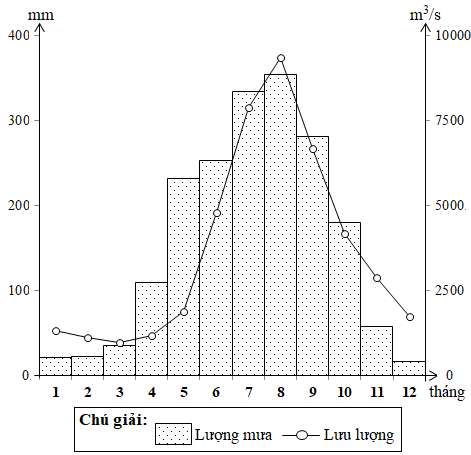 mm m³/s
400 10000
300 7500
200 5000
100 2500
0 0
1 2 3 4 5 6 7 8 9 10 11 12 tháng
Chú giải:
Lượng mưa Lưu lượng